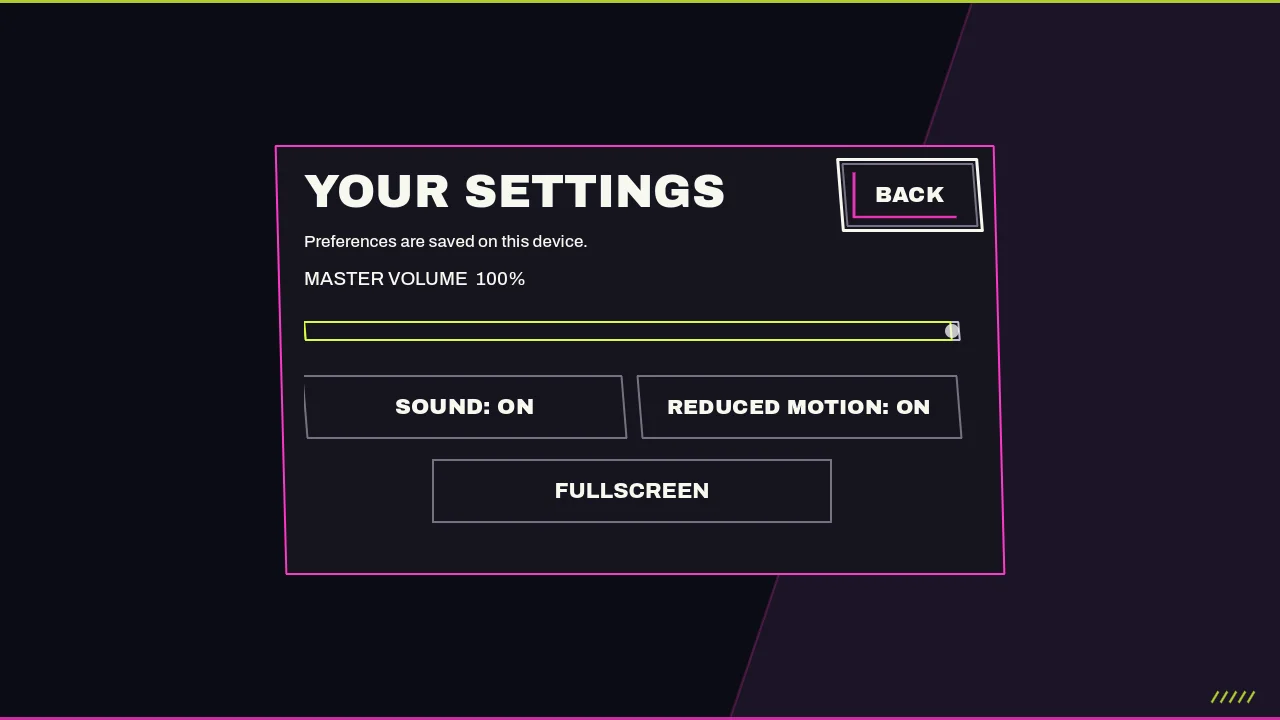 YOUR SETTINGS
BACK
Preferences are saved on this device.
MASTER VOLUME 100%
SOUND: ON
REDUCED MOTION: ON
FULLSCREEN